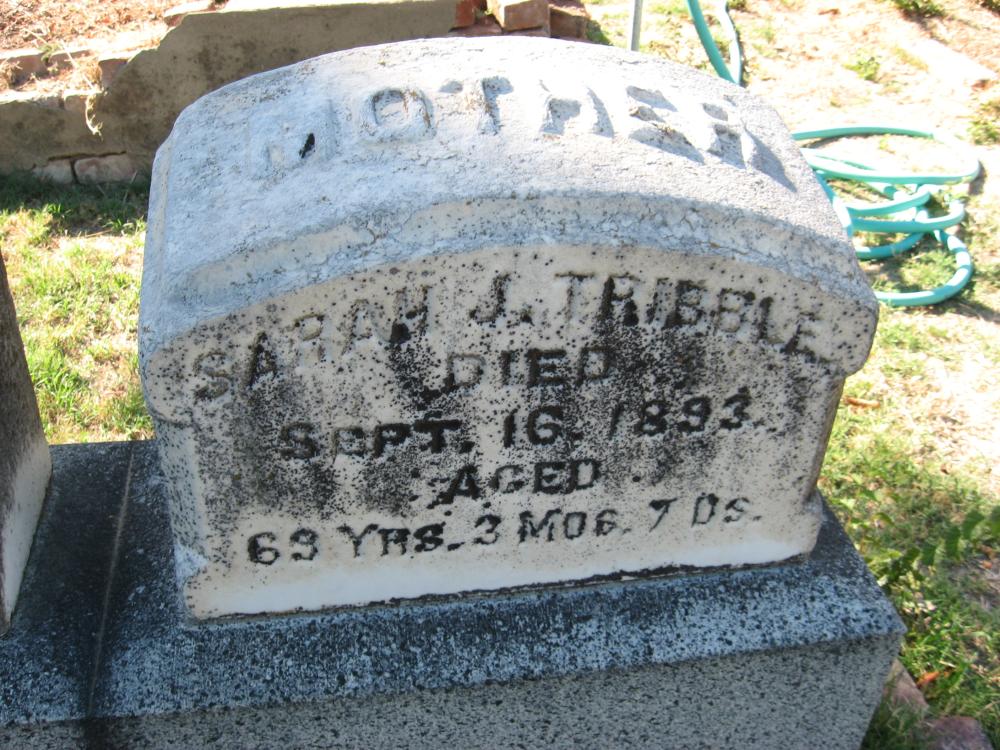 MOTHER
SARAH J. TRIBBLE
DIED
SEPT. 16, 1893.
AGED
69 YRS. 3 MOS. 7 DS.